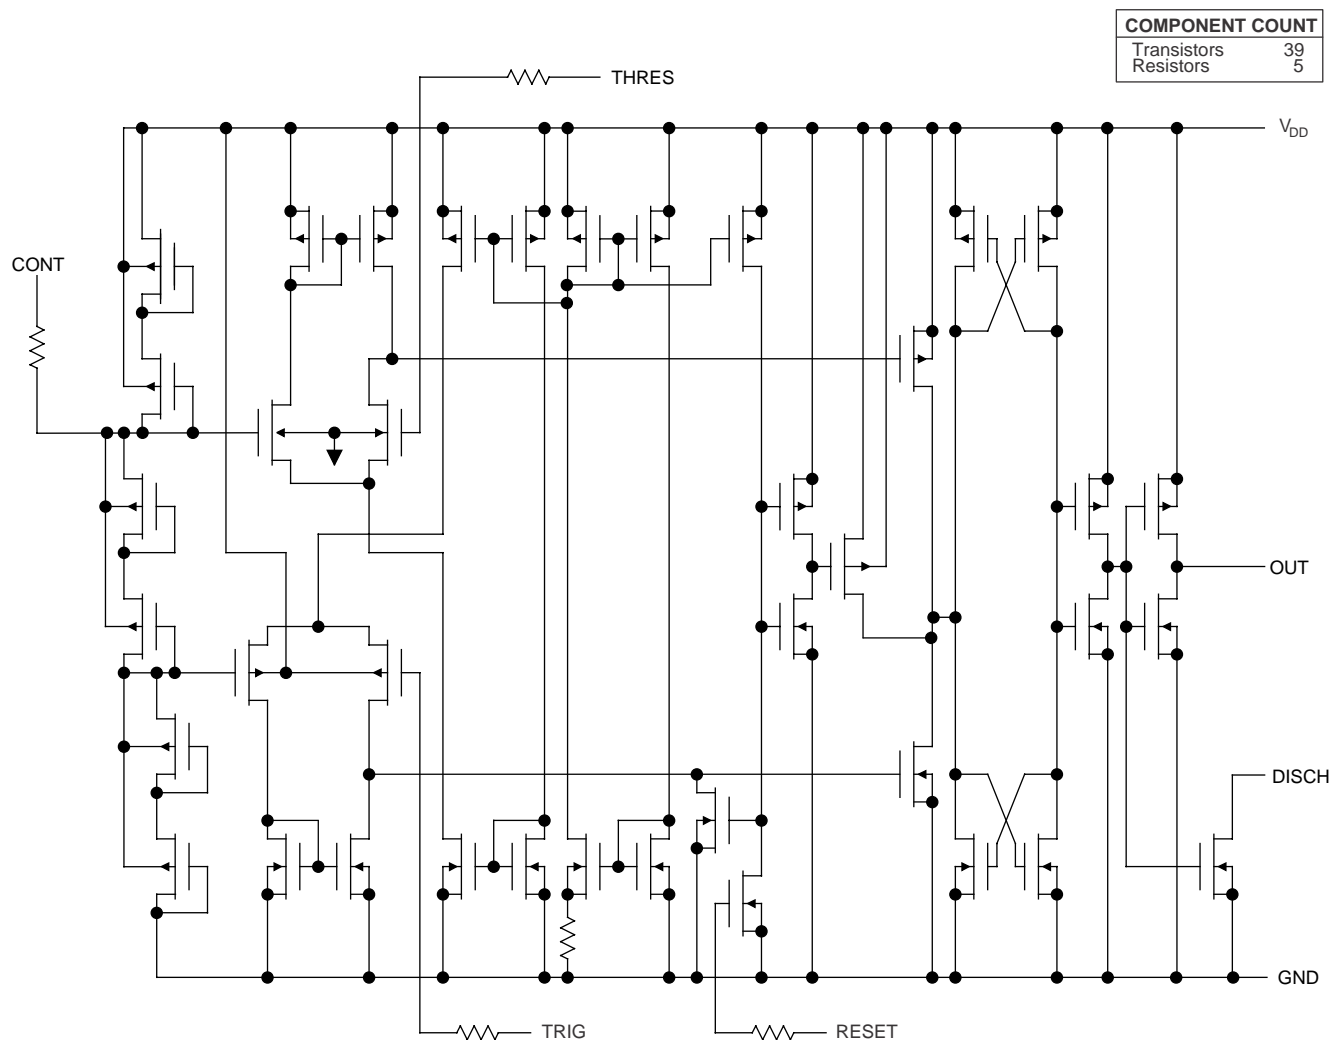 COMPONENT COUNT
Transistors 39
Resistors 5
THRES
VDD
CONT
OUT
DISCH
GND
TRIG
RESET